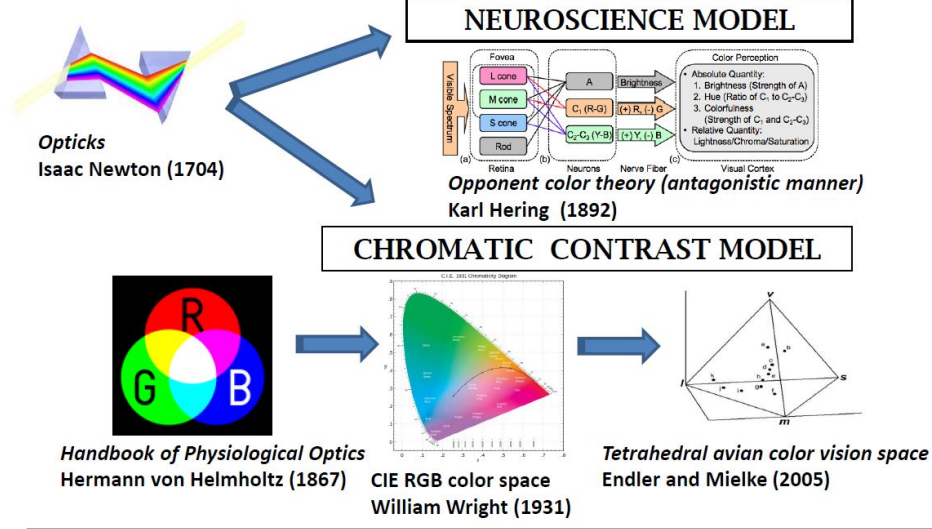 NEUROSCIENCE MODEL
Opticks
Isaac Newton (1704)
Visible Spectrum
Fovea
L cone
M cone
S cone
Rod
(a)
Retina
(b)
A
C₁ (R-G)
C₂-C₃ (Y-B)
Neurons
Brightness
(+) R, (-) G
(+) Y, (-) B
Nerve Fiber
(c)
Color Perception
• Absolute Quantity:
1. Brightness (Strength of A)
2. Hue (Ratio of C₁ to C₂-C₃)
3. Colorfulness
(Strength of C₁ and C₂-C₃)
• Relative Quantity:
Lightness/Chroma/Saturation
Visual Cortex
Opponent color theory (antagonistic manner)
Karl Hering (1892)
CHROMATIC CONTRAST MODEL
R
G
B
Handbook of Physiological Optics
Hermann von Helmholtz (1867)
C.I.E. 1931 Chromaticity Diagram
CIE RGB color space
William Wright (1931)
v
a
b
c
d
e
h
g
k
l
s
m
Tetrahedral avian color vision space
Endler and Mielke (2005)